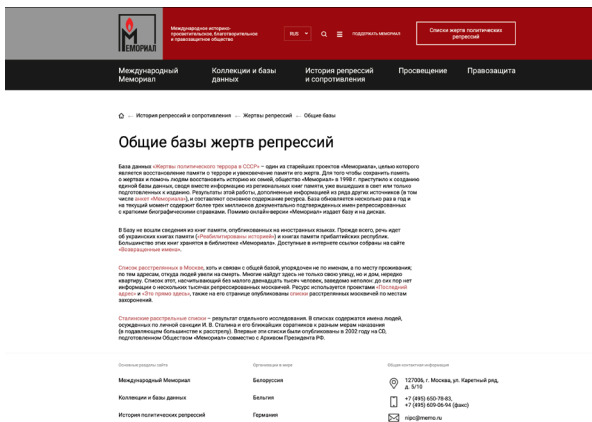 МЕМОРИАЛ
Международное историко-
просветительское, благотворительное
и правозащитное общество
RUS
ПОДДЕРЖАТЬ МЕМОРИАЛ
Списки жертв политических
репрессий
Международный
Мемориал
Коллекции и базы
данных
История репрессий
и сопротивления
Просвещение
Правозащита
История репрессий и сопротивления — Жертвы репрессий — Общие базы
Общие базы жертв репрессий
База данных «Жертвы политического террора в СССР» – один из старейших проектов «Мемориала», целью которого
является восстановление памяти о терроре и увековечение памяти его жертв. Для того чтобы сохранить память
о жертвах и помочь людям восстановить историю их семей, общество «Мемориал» в 1998 г. приступило к созданию
единой базы данных, сводя вместе информацию из региональных книг памяти, уже вышедших в свет или только
подготовленных к изданию. Результаты этой работы, дополненные информацией из ряда других источников (в том
числе анкет «Мемориала»), и составляют основное содержание ресурса. База обновляется несколько раз в год и
на текущий момент содержит более трех миллионов документально подтвержденных имен репрессированных
с краткими биографическими справками. Помимо онлайн-версии «Мемориал» издает базу и на дисках.
В Базу не вошли сведения из книг памяти, опубликованных на иностранных языках. Прежде всего, речь идет
об украинских книгах памяти («Реабилитированы историей») и книгах памяти прибалтийских республик.
Большинство этих книг хранятся в библиотеке «Мемориала». Доступные в интернете ссылки собраны на сайте
«Возвращенные имена».
Список расстрелянных в Москве, хоть и связан с общей базой, упорядочен не по именам, а по месту проживания;
по тем адресам, откуда людей увели на смерть. Многие найдут здесь не только свою улицу, но и дом, нередко
квартиру. Список этот, насчитывающий без малого двенадцать тысяч человек, заведомо неполон: до сих пор нет
информации о нескольких тысячах репрессированных москвичей. Ресурс используется проектами «Последний
адрес» и «Это прямо здесь», также на его странице опубликованы списки расстрелянных москвичей по местам
захоронений.
Сталинские расстрельные списки – результат отдельного исследования. В списках содержатся имена людей,
осужденных по личной санкции И. В. Сталина и его ближайших соратников к разным мерам наказания
(в подавляющем большинстве к расстрелу). Впервые эти списки были опубликованы в 2002 году на CD,
подготовленном Обществом «Мемориал» совместно с Архивом Президента РФ.
Основные разделы сайта
Организации в мире
Общая контактная информация
Международный Мемориал
Белоруссия
127006, г. Москва, ул. Каретный ряд,
д. 5/10
Коллекции и базы данных
Бельгия
+7 (495) 650-78-83,
+7 (495) 609-06-94 (факс)
История политических репрессий
Германия
nipc@memo.ru